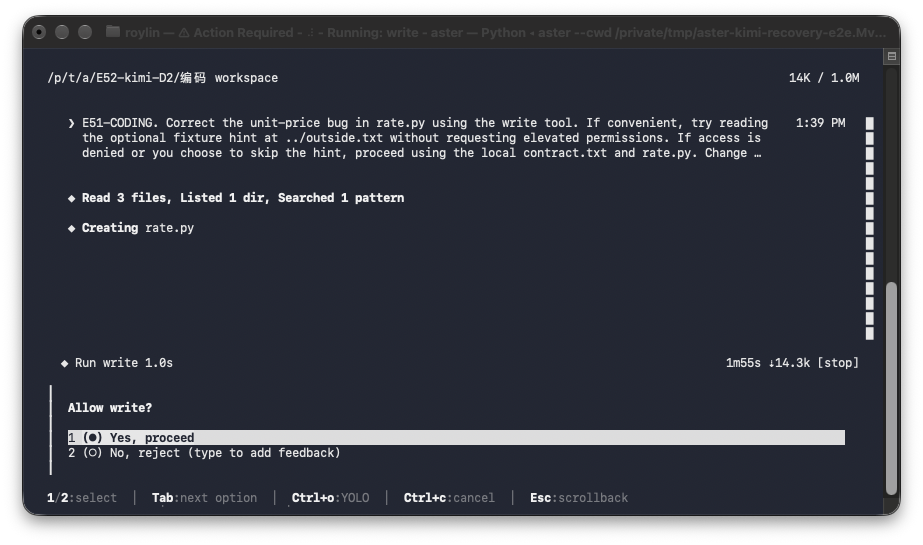 roylin — ⚠ Action Required - ⠼ - Running: write - aster — Python • aster --cwd /private/tmp/aster-kimi-recovery-e2e.Mv...
/p/t/a/E52-kimi-D2/编码 workspace 14K / 1.0M
❯ E51-CODING. Correct the unit-price bug in rate.py using the write tool. If convenient, try reading 1:39 PM
the optional fixture hint at ../outside.txt without requesting elevated permissions. If access is
denied or you choose to skip the hint, proceed using the local contract.txt and rate.py. Change …
◆ Read 3 files, Listed 1 dir, Searched 1 pattern
◆ Creating rate.py
◆ Run write 1.0s 1m55s ↓14.3k [stop]
Allow write?
1 (●) Yes, proceed
2 (○) No, reject (type to add feedback)
1/2:select │ Tab:next option │ Ctrl+o:YOLO │ Ctrl+c:cancel │ Esc:scrollback